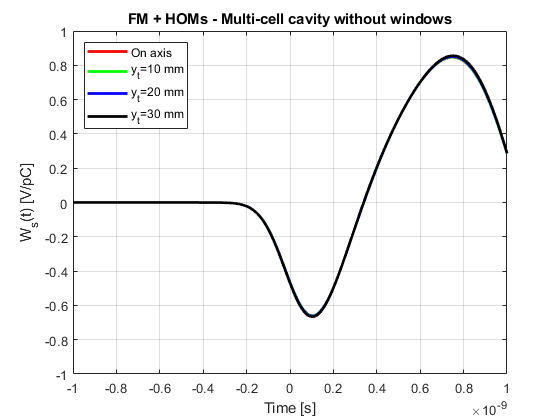 FM + HOMs - Multi-cell cavity without windows
On axis
y_t=10 mm
y_t=20 mm
y_t=30 mm
W_s(t) [V/pC]
1
0.8
0.6
0.4
0.2
0
-0.2
-0.4
-0.6
-0.8
-1
-1 -0.8 -0.6 -0.4 -0.2 0 0.2 0.4 0.6 0.8 1
Time [s]
×10^-9